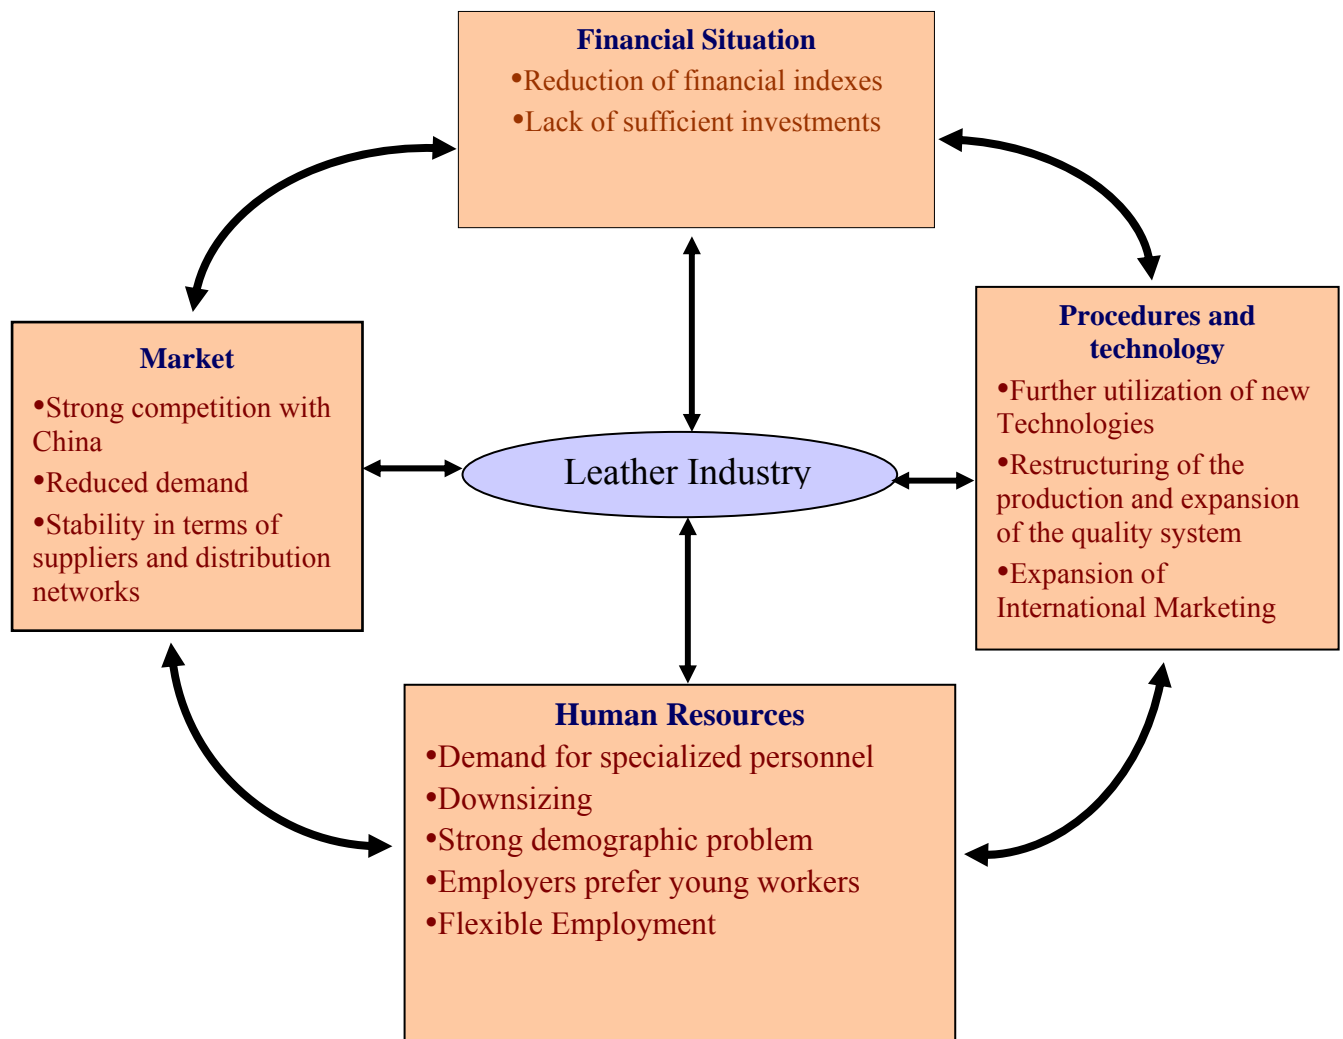 Financial Situation
•Reduction of financial indexes
•Lack of sufficient investments
Market
•Strong competition with
China
•Reduced demand
•Stability in terms of
suppliers and distribution
networks
Leather Industry
Procedures and
technology
•Further utilization of new
Technologies
•Restructuring of the
production and expansion
of the quality system
•Expansion of
International Marketing
Human Resources
•Demand for specialized personnel
•Downsizing
•Strong demographic problem
•Employers prefer young workers
•Flexible Employment